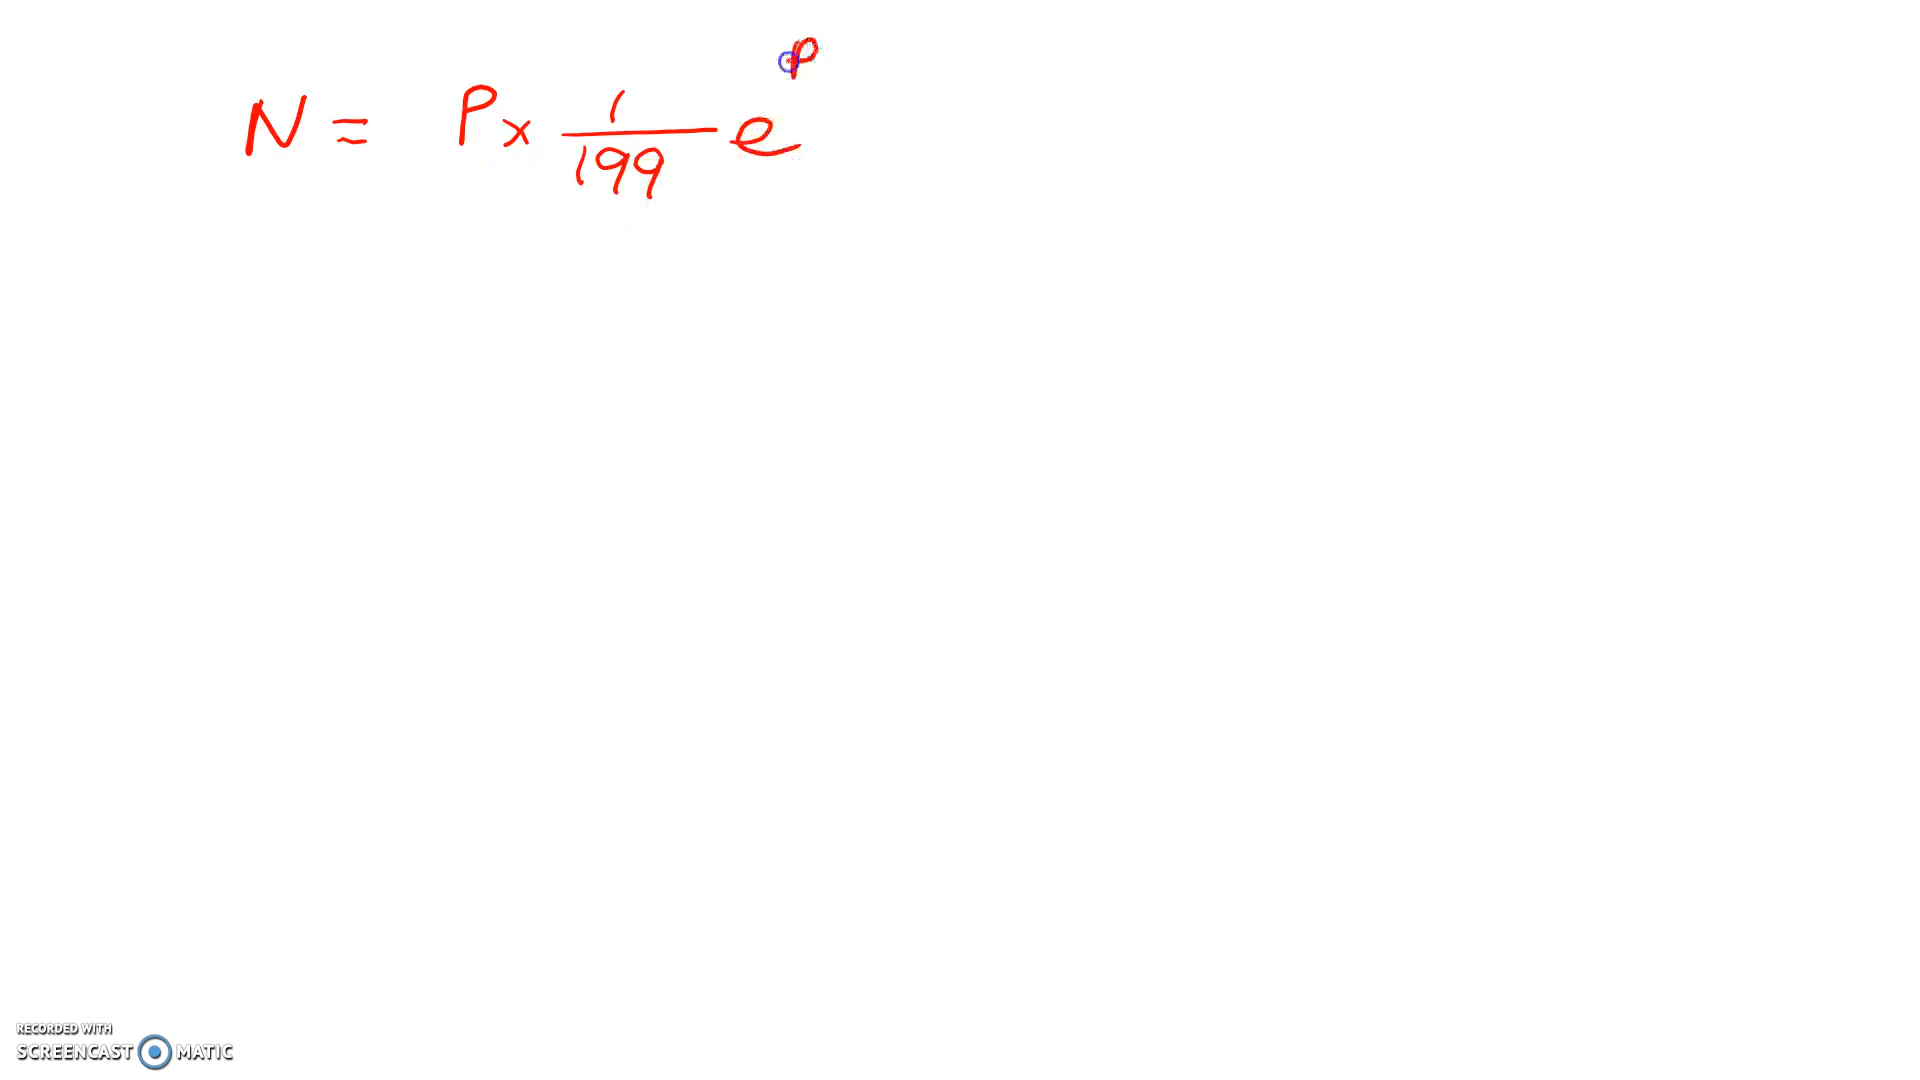 N = P x 1/199 e^p
RECORDED WITH
SCREENCAST MATIC